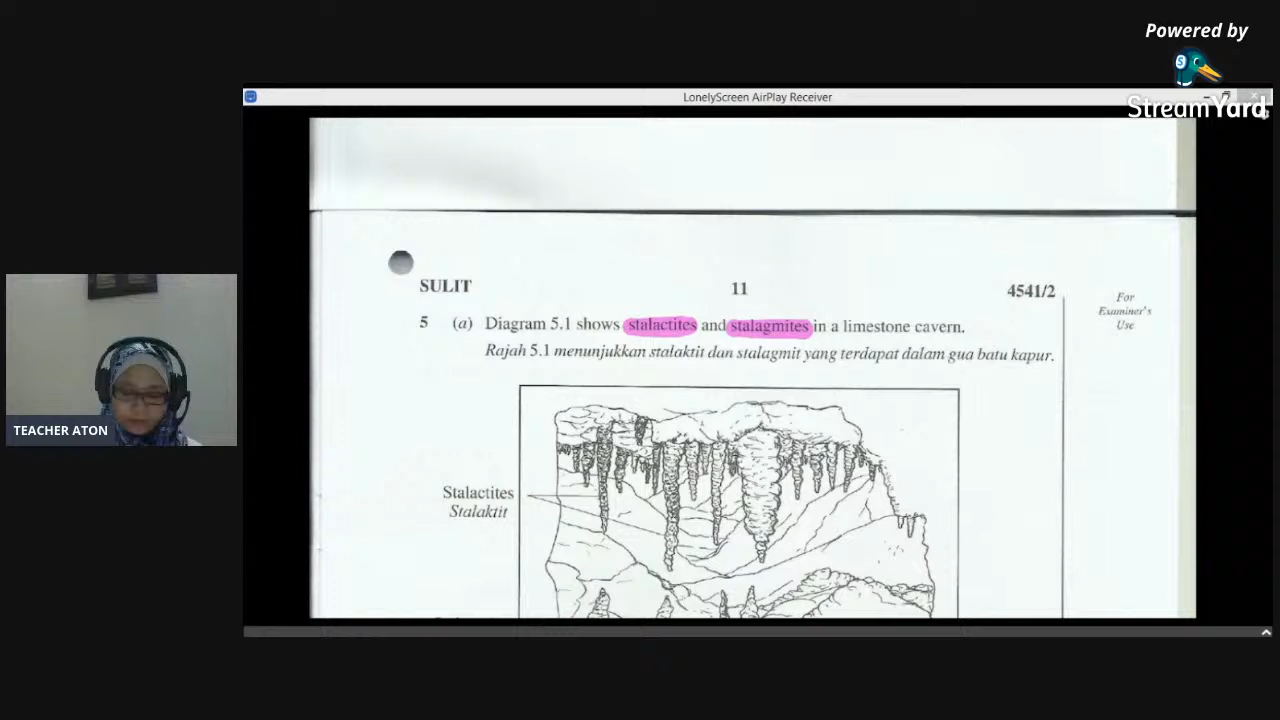 Powered by
StreamYard
LonelyScreen AirPlay Receiver
SULIT 11 4541/2
For
Examiner's
Use
5 (a) Diagram 5.1 shows stalactites and stalagmites in a limestone cavern.
Rajah 5.1 menunjukkan stalaktit dan stalagmit yang terdapat dalam gua batu kapur.
TEACHER ATON
Stalactites
Stalaktit